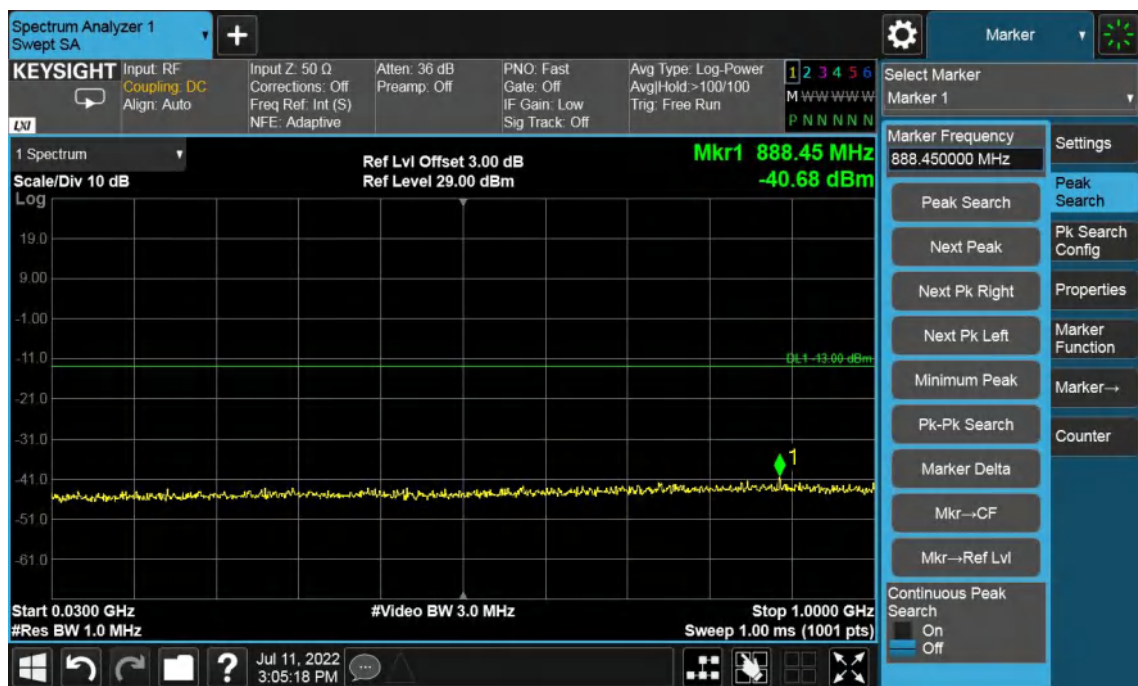 Spectrum Analyzer 1
Swept SA
Marker
KEYSIGHT
LXI
Input: RF
Coupling: DC
Align: Auto
Input Z: 50 Ω
Corrections: Off
Freq Ref: Int (S)
NFE: Adaptive
Atten: 36 dB
Preamp: Off
PNO: Fast
Gate: Off
IF Gain: Low
Sig Track: Off
Avg Type: Log-Power
Avg|Hold:>100/100
Trig: Free Run
1 2 3 4 5 6
M W W W W W
P N N N N N
Select Marker
Marker 1
1 Spectrum
Scale/Div 10 dB
Log
Ref Lvl Offset 3.00 dB
Ref Level 29.00 dBm
Mkr1 888.45 MHz
-40.68 dBm
19.0
9.00
-1.00
-11.0
DL1 -13.00 dBm
-21.0
-31.0
1
-41.0
-51.0
-61.0
Start 0.0300 GHz
#Res BW 1.0 MHz
#Video BW 3.0 MHz
Stop 1.0000 GHz
Sweep 1.00 ms (1001 pts)
Marker Frequency
888.450000 MHz
Peak Search
Next Peak
Next Pk Right
Next Pk Left
Minimum Peak
Pk-Pk Search
Marker Delta
Mkr→CF
Mkr→Ref Lvl
Continuous Peak
Search
On
Off
Settings
Peak
Search
Pk Search
Config
Properties
Marker
Function
Marker→
Counter
?
Jul 11, 2022
3:05:18 PM